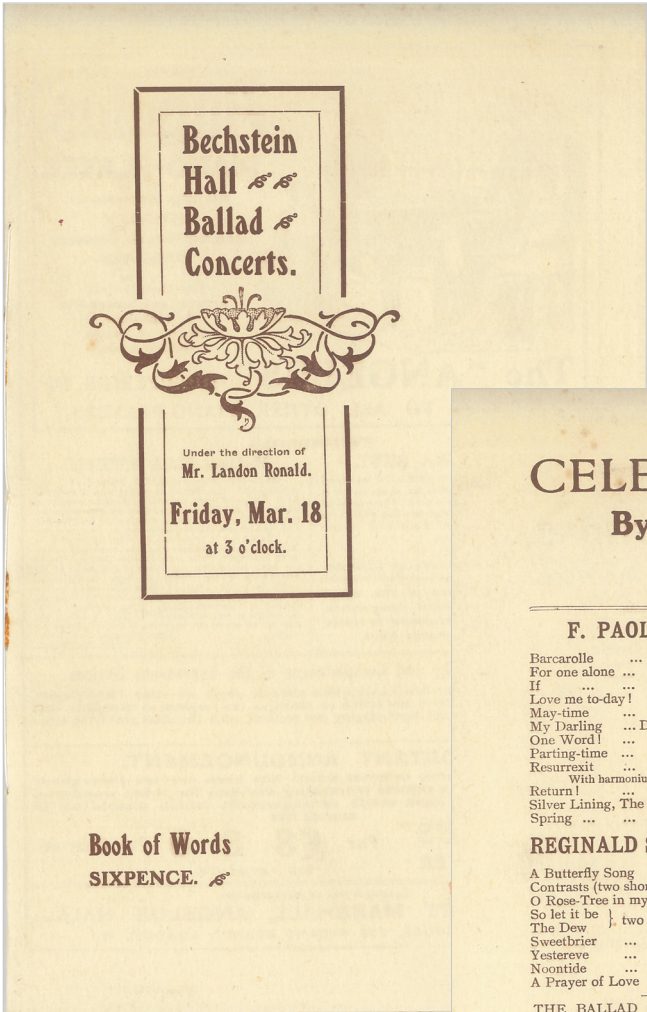 Bechstein
Hall
Ballad
Concerts.
Under the direction of
Mr. Landon Ronald.
Friday, Mar. 18
at 3 o'clock.
Book of Words
SIXPENCE.
CELE
By
F. PAOL
Barcarolle ...
For one alone ...
If ... ...
Love me to-day!
May-time ...
My Darling ... D
One Word! ...
Parting-time ...
Resurrexit ...
With harmoniu
Return! ...
Silver Lining, The
Spring ... ...
REGINALD S
A Butterfly Song
Contrasts (two shor
O Rose-Tree in my
So let it be } two
The Dew
Sweetbrier ...
Yestereve ...
Noontide ...
A Prayer of Love
THE BALLAD